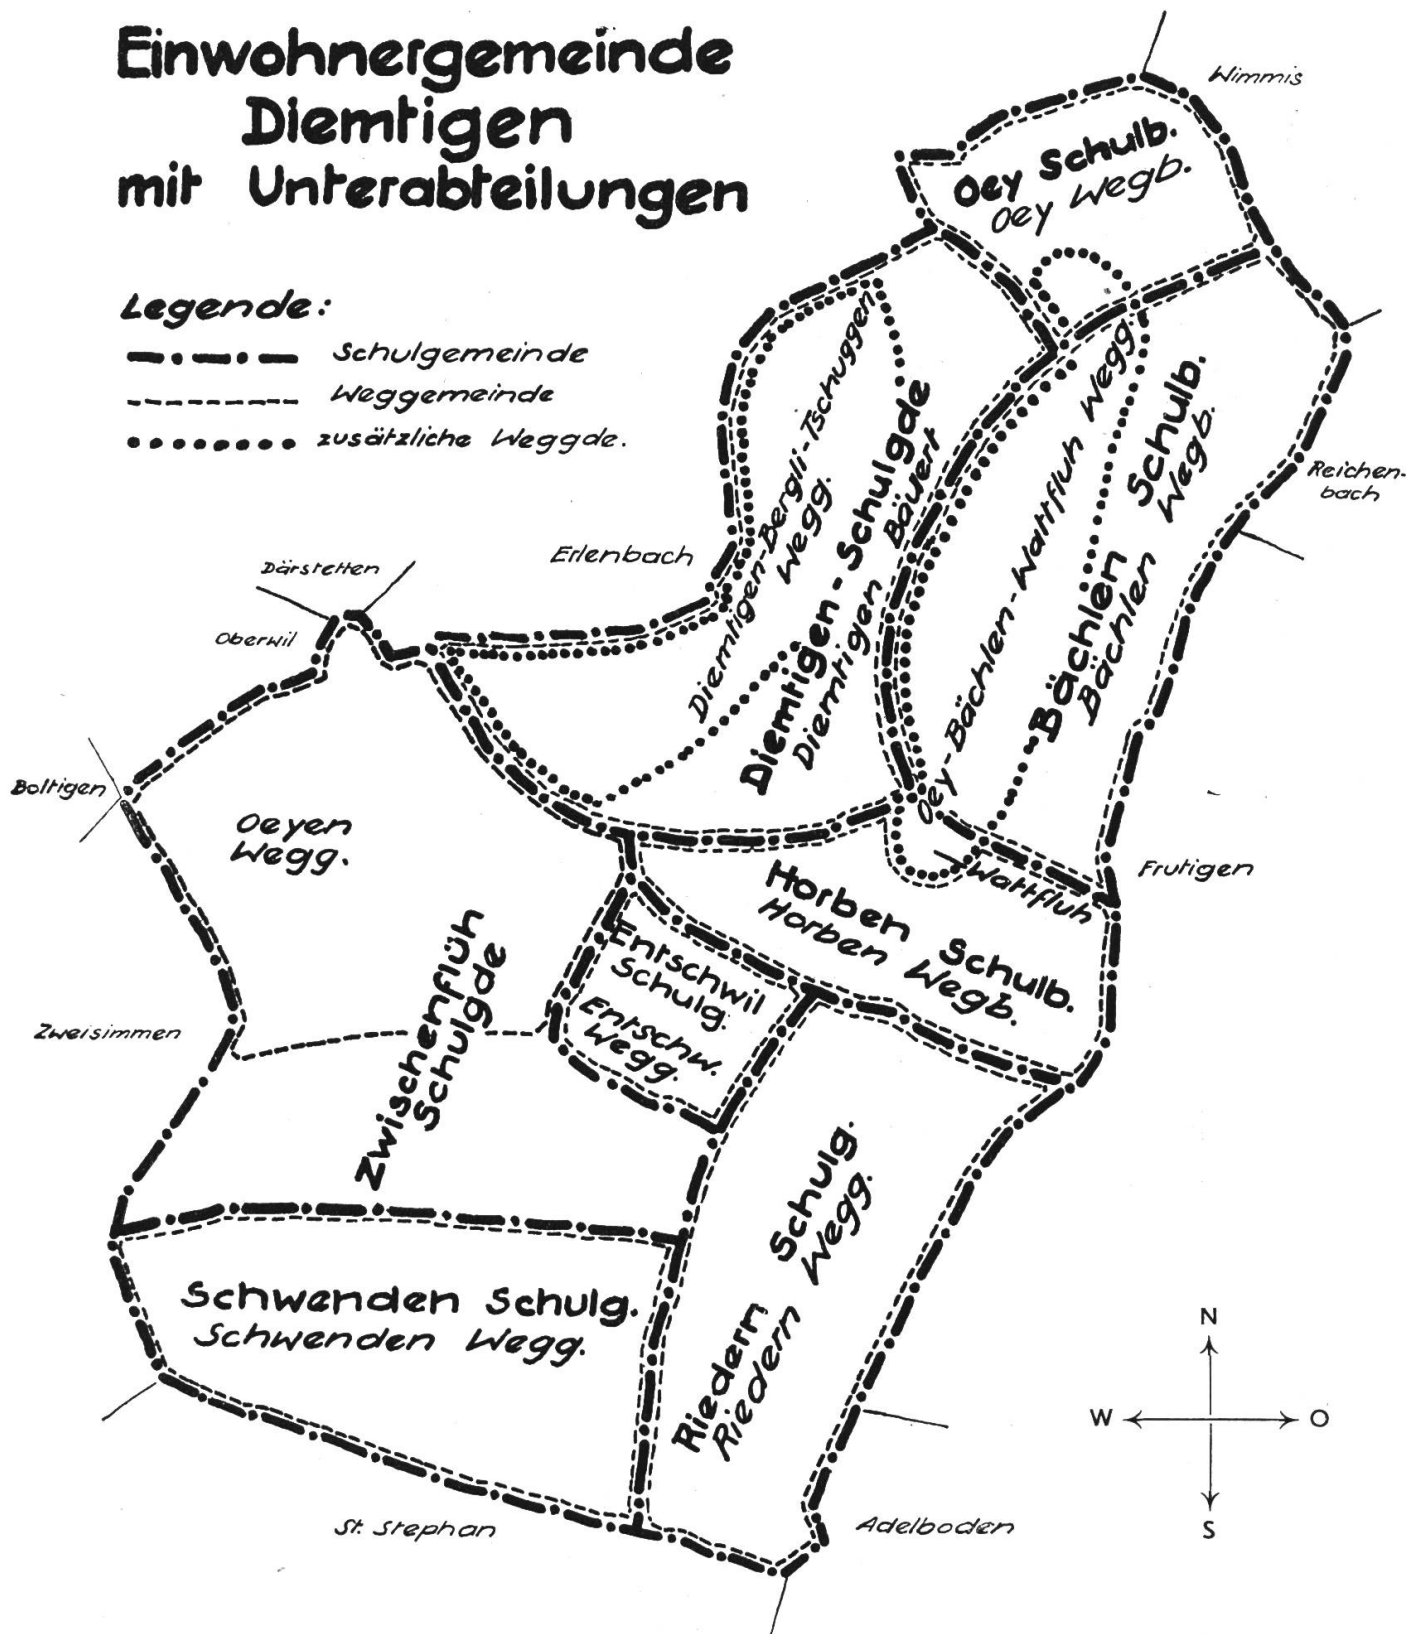 Einwohnergemeinde
Diemtigen
mit Unterabteilungen
Legende:
Schulgemeinde
Weggemeinde
zusätzliche Weggde.
Wimmis
Oey Schulb.
Oey Wegb.
Diemtigen-Bergli-Tschuggen
Wegg.
Diemtigen-Schulgde
Diemtigen Bäuert
Oey-Bächlen-Wattfluh Wegg.
Bächlen Schulb.
Bächlen Wegb.
Reichen-
bach
Erlenbach
Därstetten
Oberwil
Boltigen
Oeyen
Wegg.
Frutigen
Wattfluh
Horben Schulb.
Horben Wegb.
Entschwil
Schulg.
Entschw.
Wegg.
Zwischenflüh
Schulgde
Zweisimmen
Riedern Schulg.
Riedern Wegg.
Schwenden Schulg.
Schwenden Wegg.
St. Stephan
Adelboden
N
W O
S